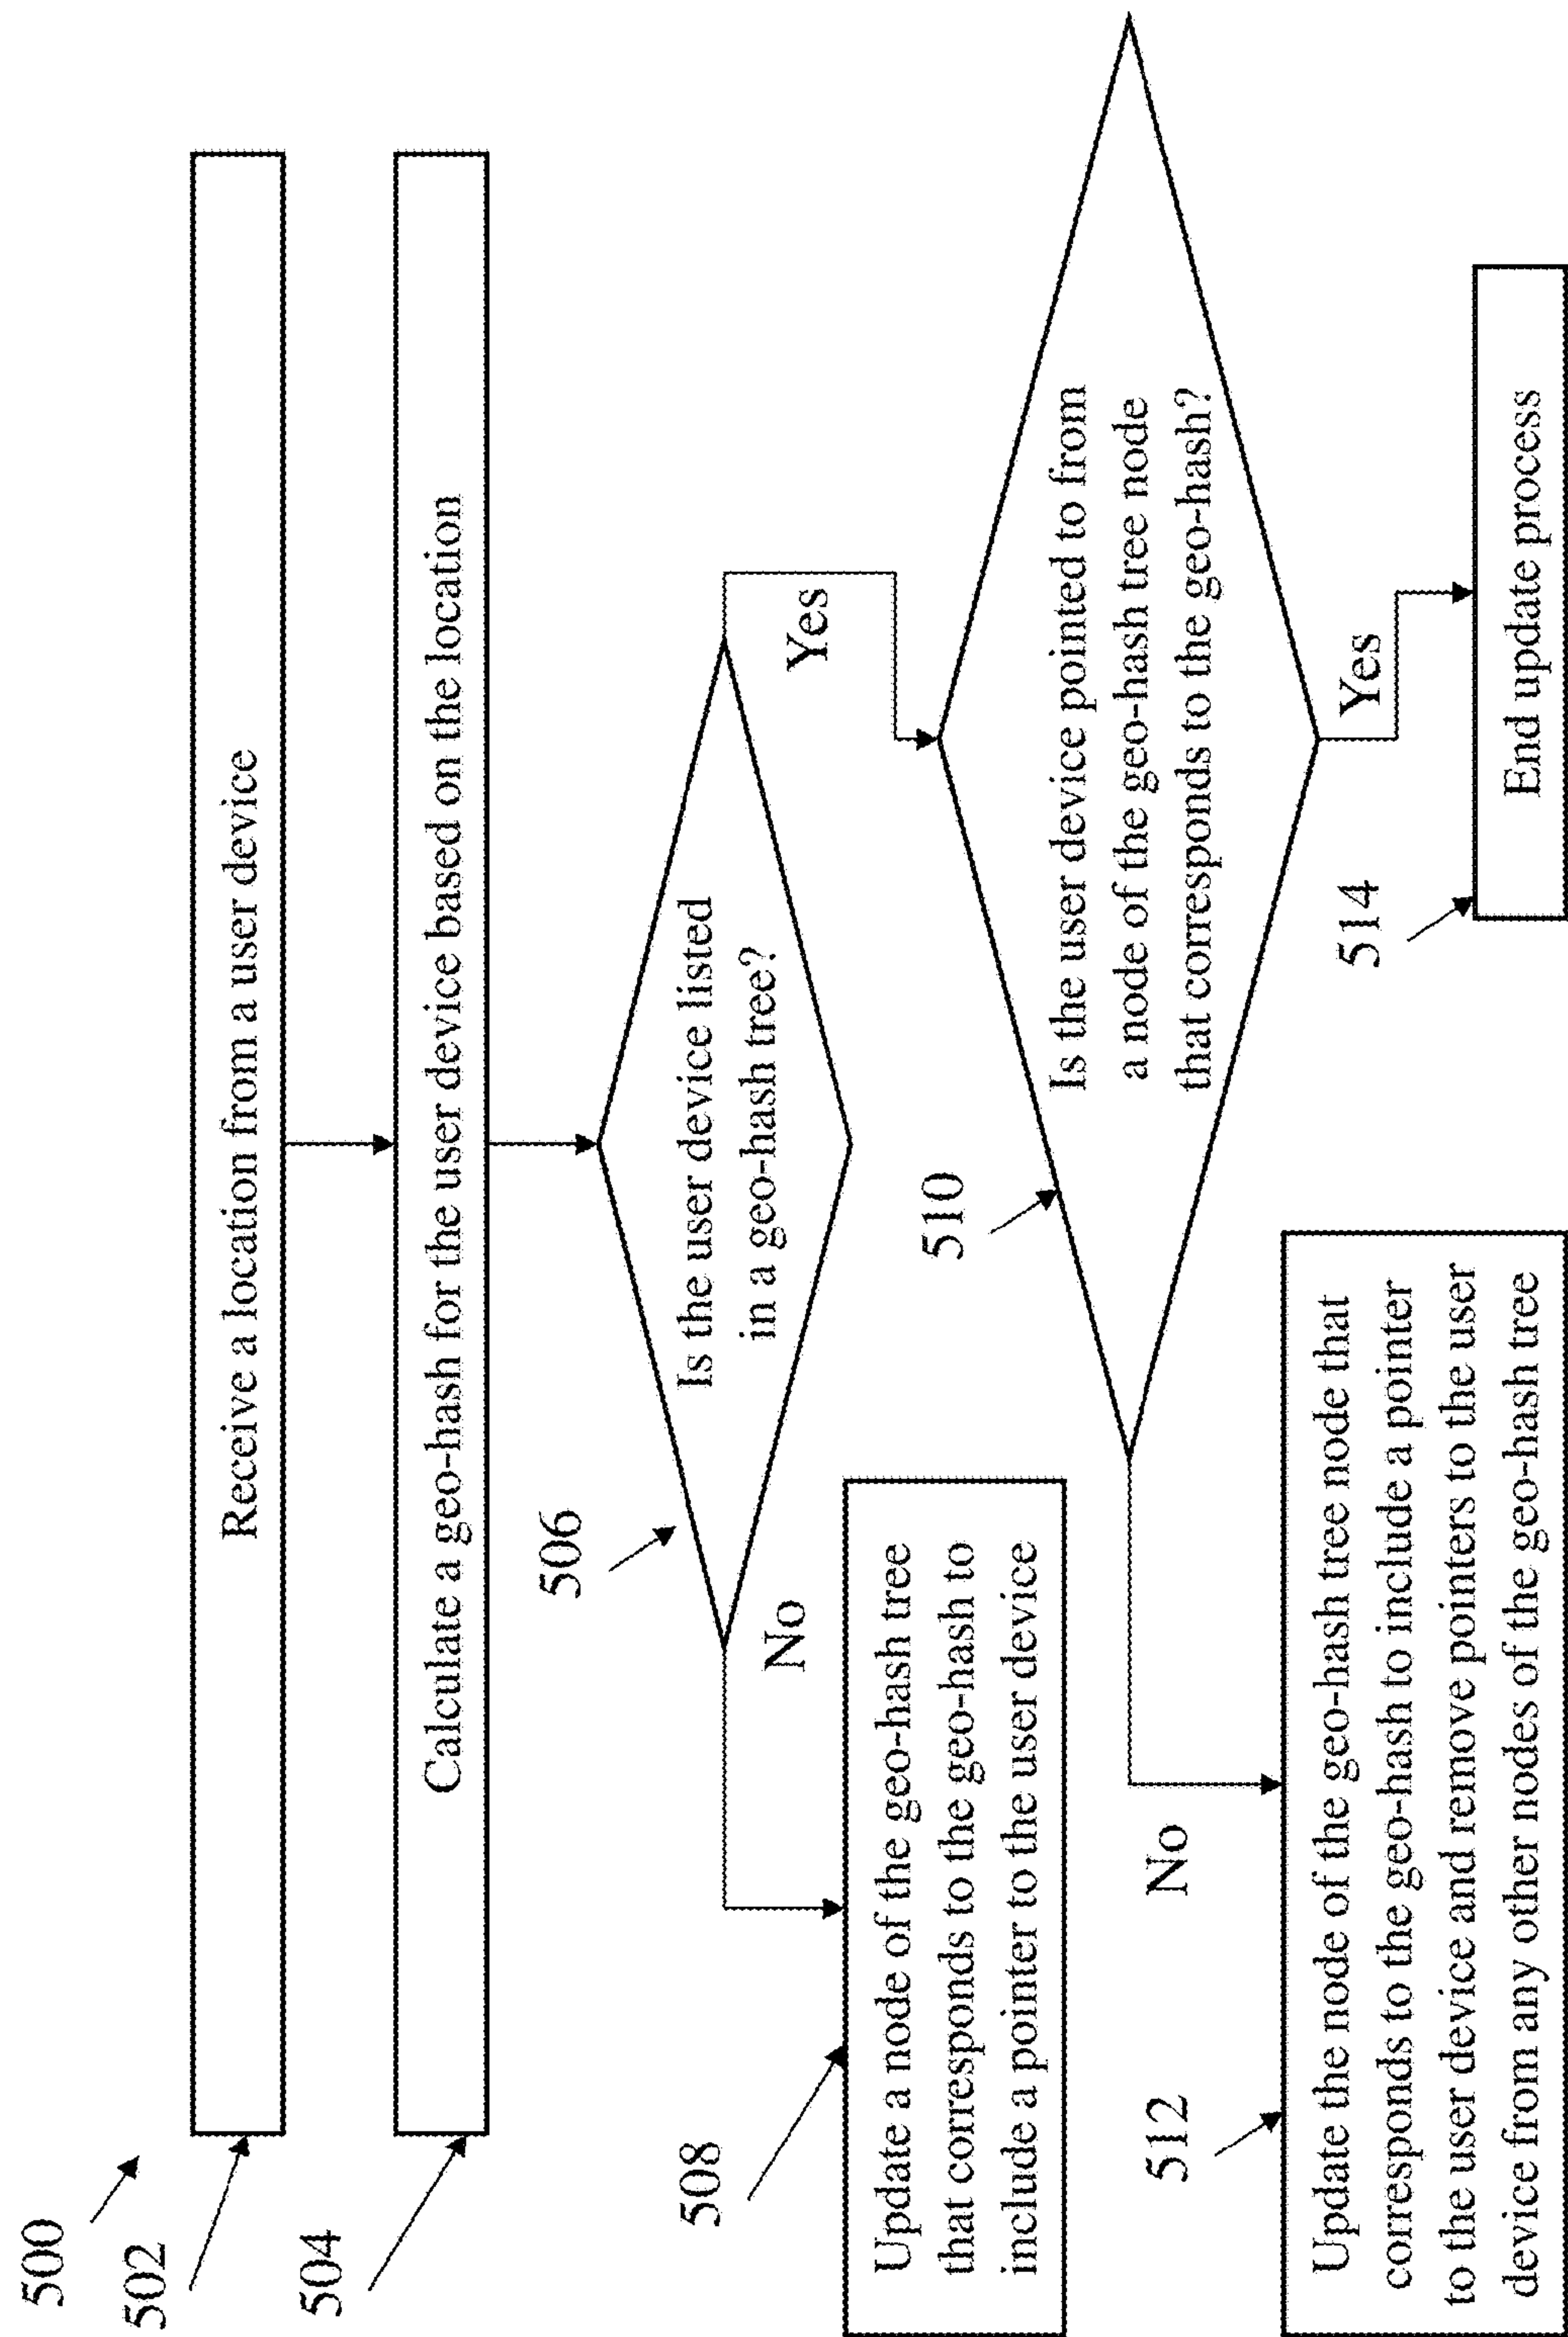 500
502
Receive a location from a user device
504
Calculate a geo-hash for the user device based on the location
506
Is the user device listed
in a geo-hash tree?
No
Yes
508
Update a node of the geo-hash tree
that corresponds to the geo-hash to
include a pointer to the user device
510
Is the user device pointed to from
a node of the geo-hash tree node
that corresponds to the geo-hash?
No
Yes
512
Update the node of the geo-hash tree node that
corresponds to the geo-hash to include a pointer
to the user device and remove pointers to the user
device from any other nodes of the geo-hash tree
514
End update process